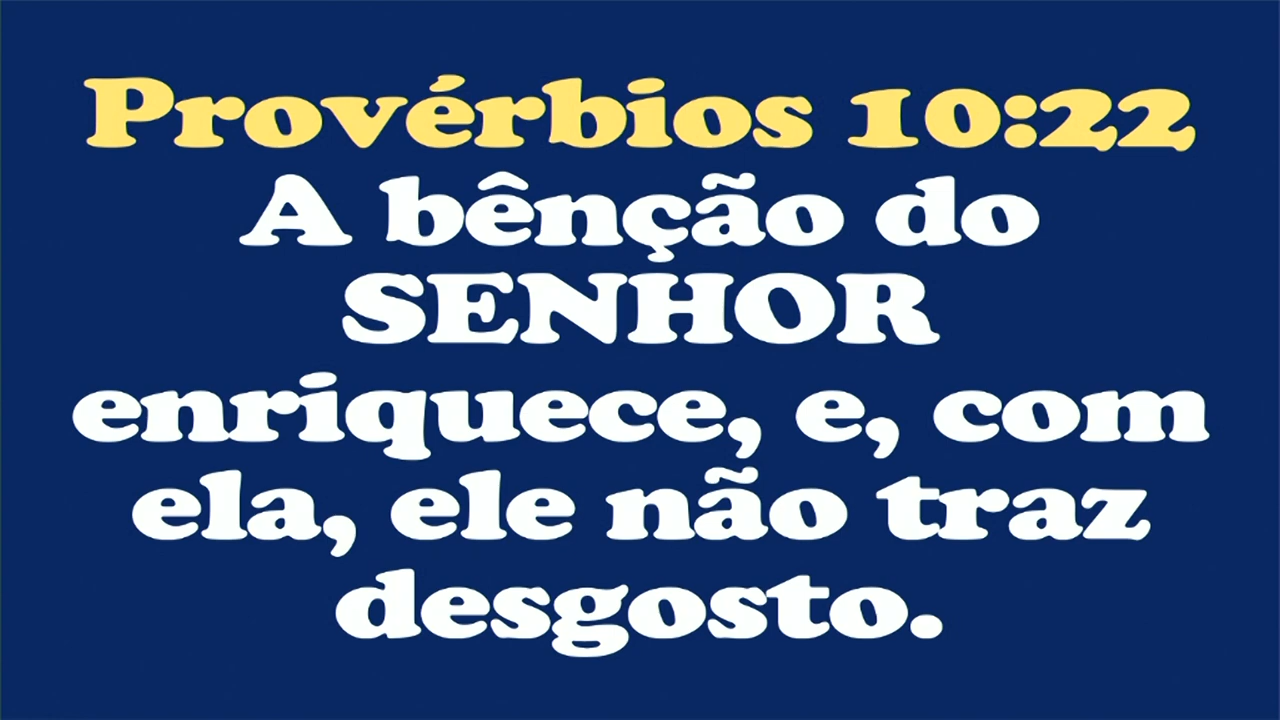 Provérbios 10:22
A bênção do
SENHOR
enriquece, e, com
ela, ele não traz
desgosto.